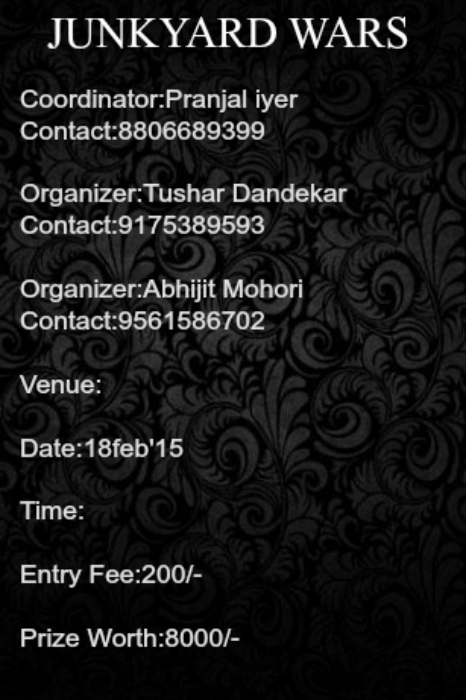 JUNKYARD WARS
Coordinator:Pranjal iyer
Contact:8806689399
Organizer:Tushar Dandekar
Contact:9175389593
Organizer:Abhijit Mohori
Contact:9561586702
Venue:
Date:18feb'15
Time:
Entry Fee:200/-
Prize Worth:8000/-